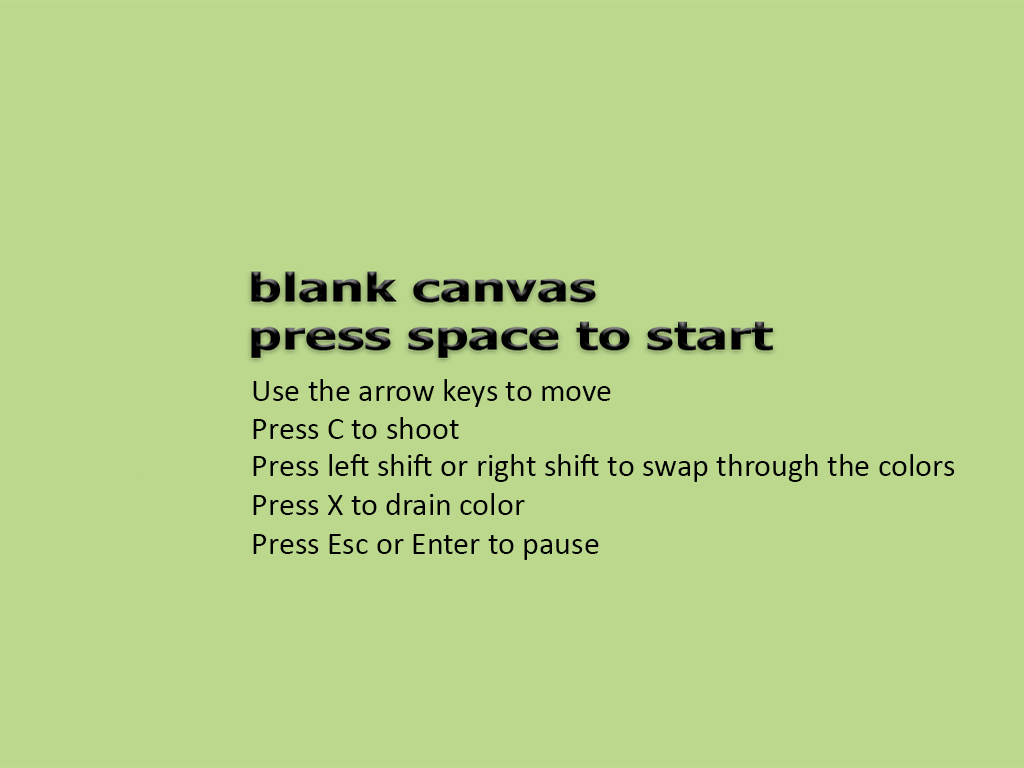 blank canvas
press space to start
Use the arrow keys to move
Press C to shoot
Press left shift or right shift to swap through the colors
Press X to drain color
Press Esc or Enter to pause